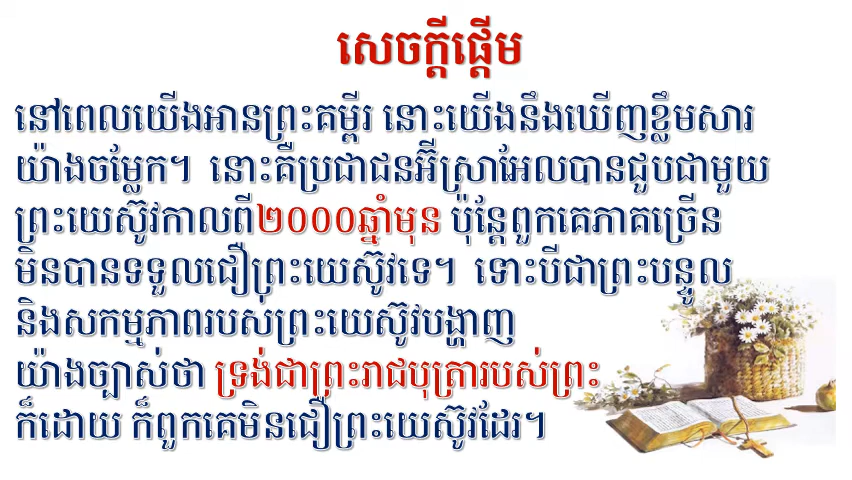 សេចក្តីផ្តើម
នៅពេលយើងអានព្រះគម្ពីរ នោះយើងនឹងឃើញខ្លឹមសារ
យ៉ាងចម្លែក។ នោះគឺប្រជាជនអ៊ីស្រាអែលបានជួបជាមួយ
ព្រះយេស៊ូវកាលពី២០០០ឆ្នាំមុន ប៉ុន្តែពួកគេភាគច្រើន
មិនបានទទួលជឿព្រះយេស៊ូវទេ។ ទោះបីជាព្រះបន្ទូល
និងសកម្មភាពរបស់ព្រះយេស៊ូវបង្ហាញ
យ៉ាងច្បាស់ថា ទ្រង់ជាព្រះរាជបុត្រារបស់ព្រះ
ក៏ដោយ ក៏ពួកគេមិនជឿព្រះយេស៊ូវដែរ។